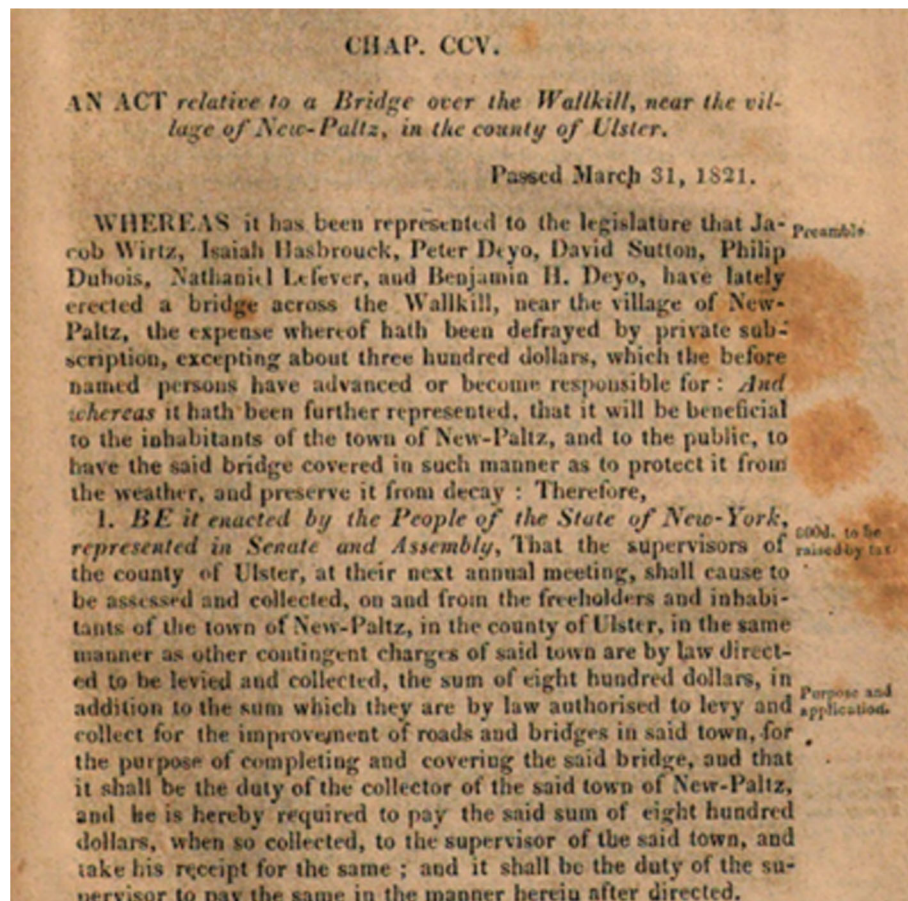 CHAP. CCV.
AN ACT relative to a Bridge over the Wallkill, near the vil-
lage of New-Paltz, in the county of Ulster.
Passed March 31, 1821.
WHEREAS it has been represented to the legislature that Ja-
cob Wirtz, Isaiah Hasbrouck, Peter Deyo, David Sutton, Philip
Dubois, Nathaniel Lefever, and Benjamin H. Deyo, have lately
erected a bridge across the Wallkill, near the village of New-
Paltz, the expense whereof hath been defrayed by private sub-
scription, excepting about three hundred dollars, which the before
named persons have advanced or become responsible for: And
whereas it hath been further represented, that it will be beneficial
to the inhabitants of the town of New-Paltz, and to the public, to
have the said bridge covered in such manner as to protect it from
the weather, and preserve it from decay: Therefore,
1. BE it enacted by the People of the State of New-York,
represented in Senate and Assembly, That the supervisors of
the county of Ulster, at their next annual meeting, shall cause to
be assessed and collected, on and from the freeholders and inhabi-
tants of the town of New-Paltz, in the county of Ulster, in the same
manner as other contingent charges of said town are by law direct-
ed to be levied and collected, the sum of eight hundred dollars, in
addition to the sum which they are by law authorised to levy and
collect for the improvement of roads and bridges in said town, for
the purpose of completing and covering the said bridge, and that
it shall be the duty of the collector of the said town of New-Paltz,
and he is hereby required to pay the said sum of eight hundred
dollars, when so collected, to the supervisor of the said town, and
take his receipt for the same; and it shall be the duty of the su-
pervisor to pay the same in the manner herein after directed.
Preamble.
to be
raised by tax
Purpose and
application.